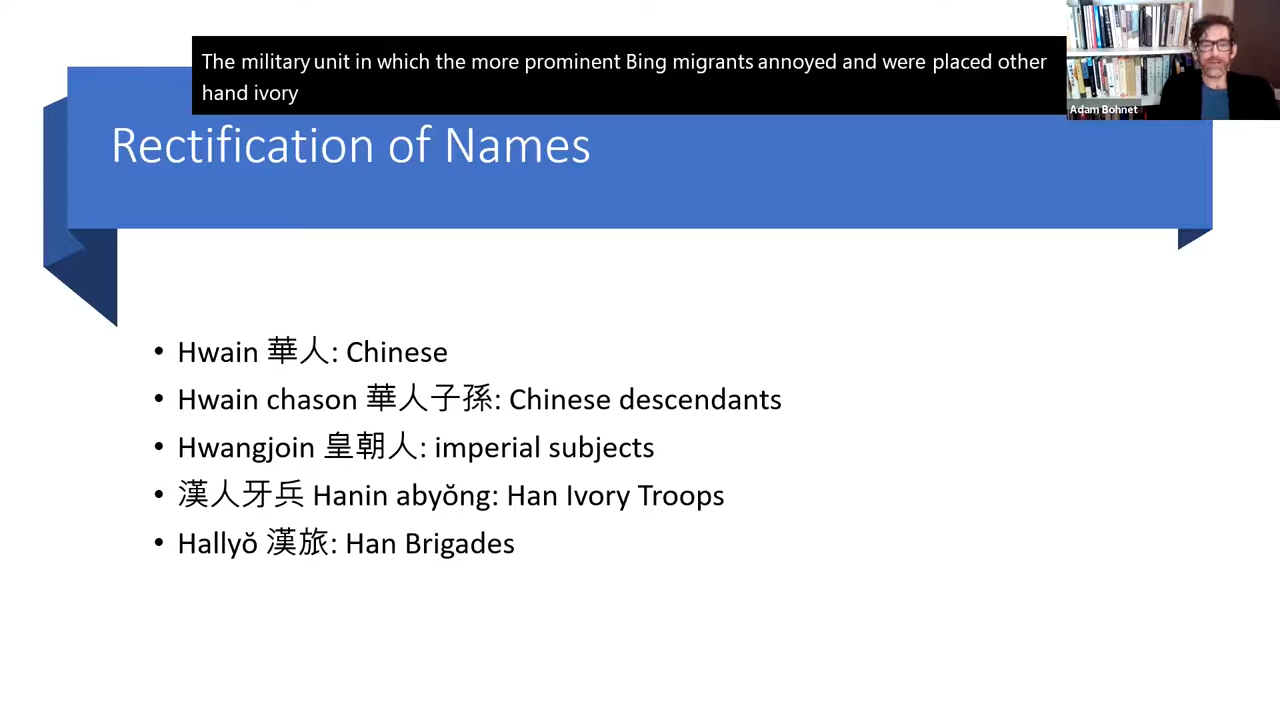 The military unit in which the more prominent Bing migrants annoyed and were placed other
hand ivory
Adam Bohnet
Rectification of Names
• Hwain 華人: Chinese
• Hwain chason 華人子孫: Chinese descendants
• Hwangjoin 皇朝人: imperial subjects
• 漢人牙兵 Hanin abyŏng: Han Ivory Troops
• Hallyŏ 漢旅: Han Brigades